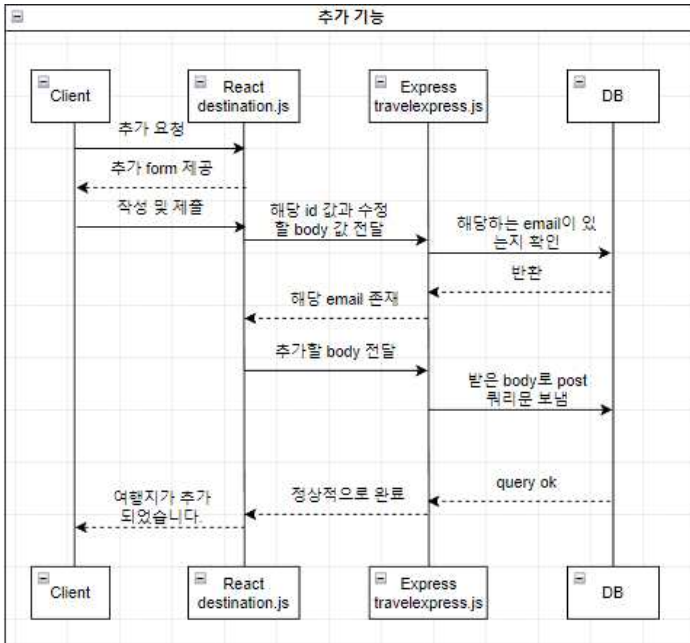 추가 기능
Client
React
destination.js
Express
travelexpress.js
DB
추가 요청
추가 form 제공
작성 및 제출
해당 id 값과 수정
할 body 값 전달
해당하는 email이 있
는지 확인
반환
해당 email 존재
추가할 body 전달
받은 body로 post
쿼리문 보냄
query ok
정상적으로 완료
여행지가 추가
되었습니다.
Client
React
destination.js
Express
travelexpress.js
DB